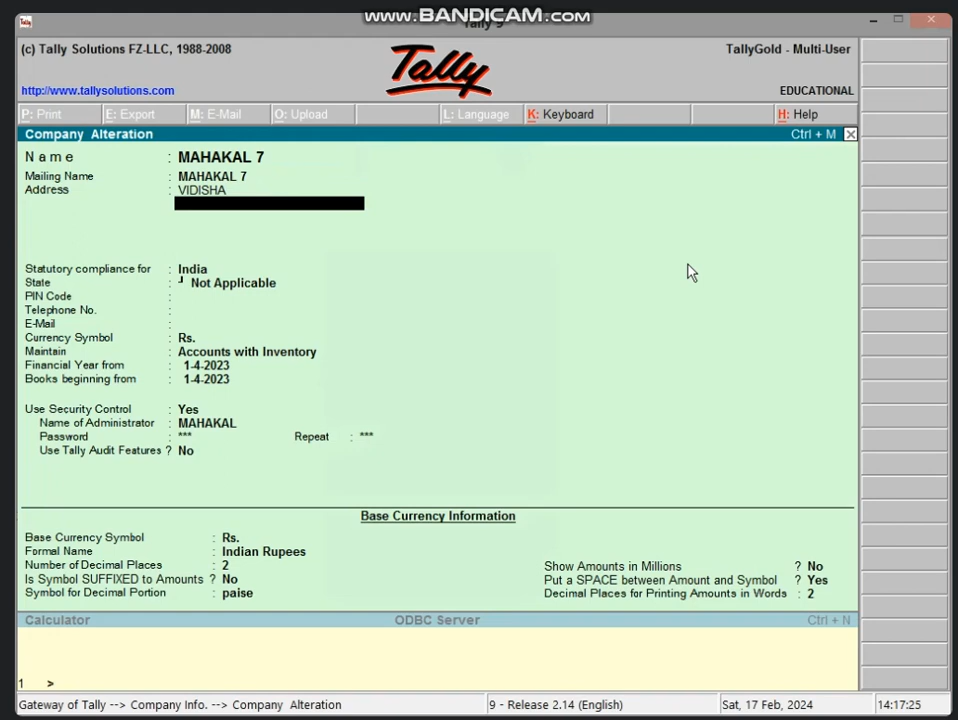 www.BANDICAM.com
Tally 9
(c) Tally Solutions FZ-LLC, 1988-2008
Tally
TallyGold - Multi-User
http://www.tallysolutions.com
EDUCATIONAL
P: Print E: Export M: E-Mail O: Upload L: Language K: Keyboard H: Help
Company Alteration Ctrl + M
Name : MAHAKAL 7
Mailing Name : MAHAKAL 7
Address : VIDISHA
Statutory compliance for : India
State : ┘ Not Applicable
PIN Code :
Telephone No. :
E-Mail :
Currency Symbol : Rs.
Maintain : Accounts with Inventory
Financial Year from : 1-4-2023
Books beginning from : 1-4-2023
Use Security Control : Yes
Name of Administrator : MAHAKAL
Password : *** Repeat : ***
Use Tally Audit Features ? No
Base Currency Information
Base Currency Symbol : Rs.
Formal Name : Indian Rupees
Number of Decimal Places : 2 Show Amounts in Millions ? No
Is Symbol SUFFIXED to Amounts ? No Put a SPACE between Amount and Symbol ? Yes
Symbol for Decimal Portion : paise Decimal Places for Printing Amounts in Words : 2
Calculator ODBC Server Ctrl + N
1 >
Gateway of Tally --> Company Info. --> Company Alteration 9 - Release 2.14 (English) Sat, 17 Feb, 2024 14:17:25